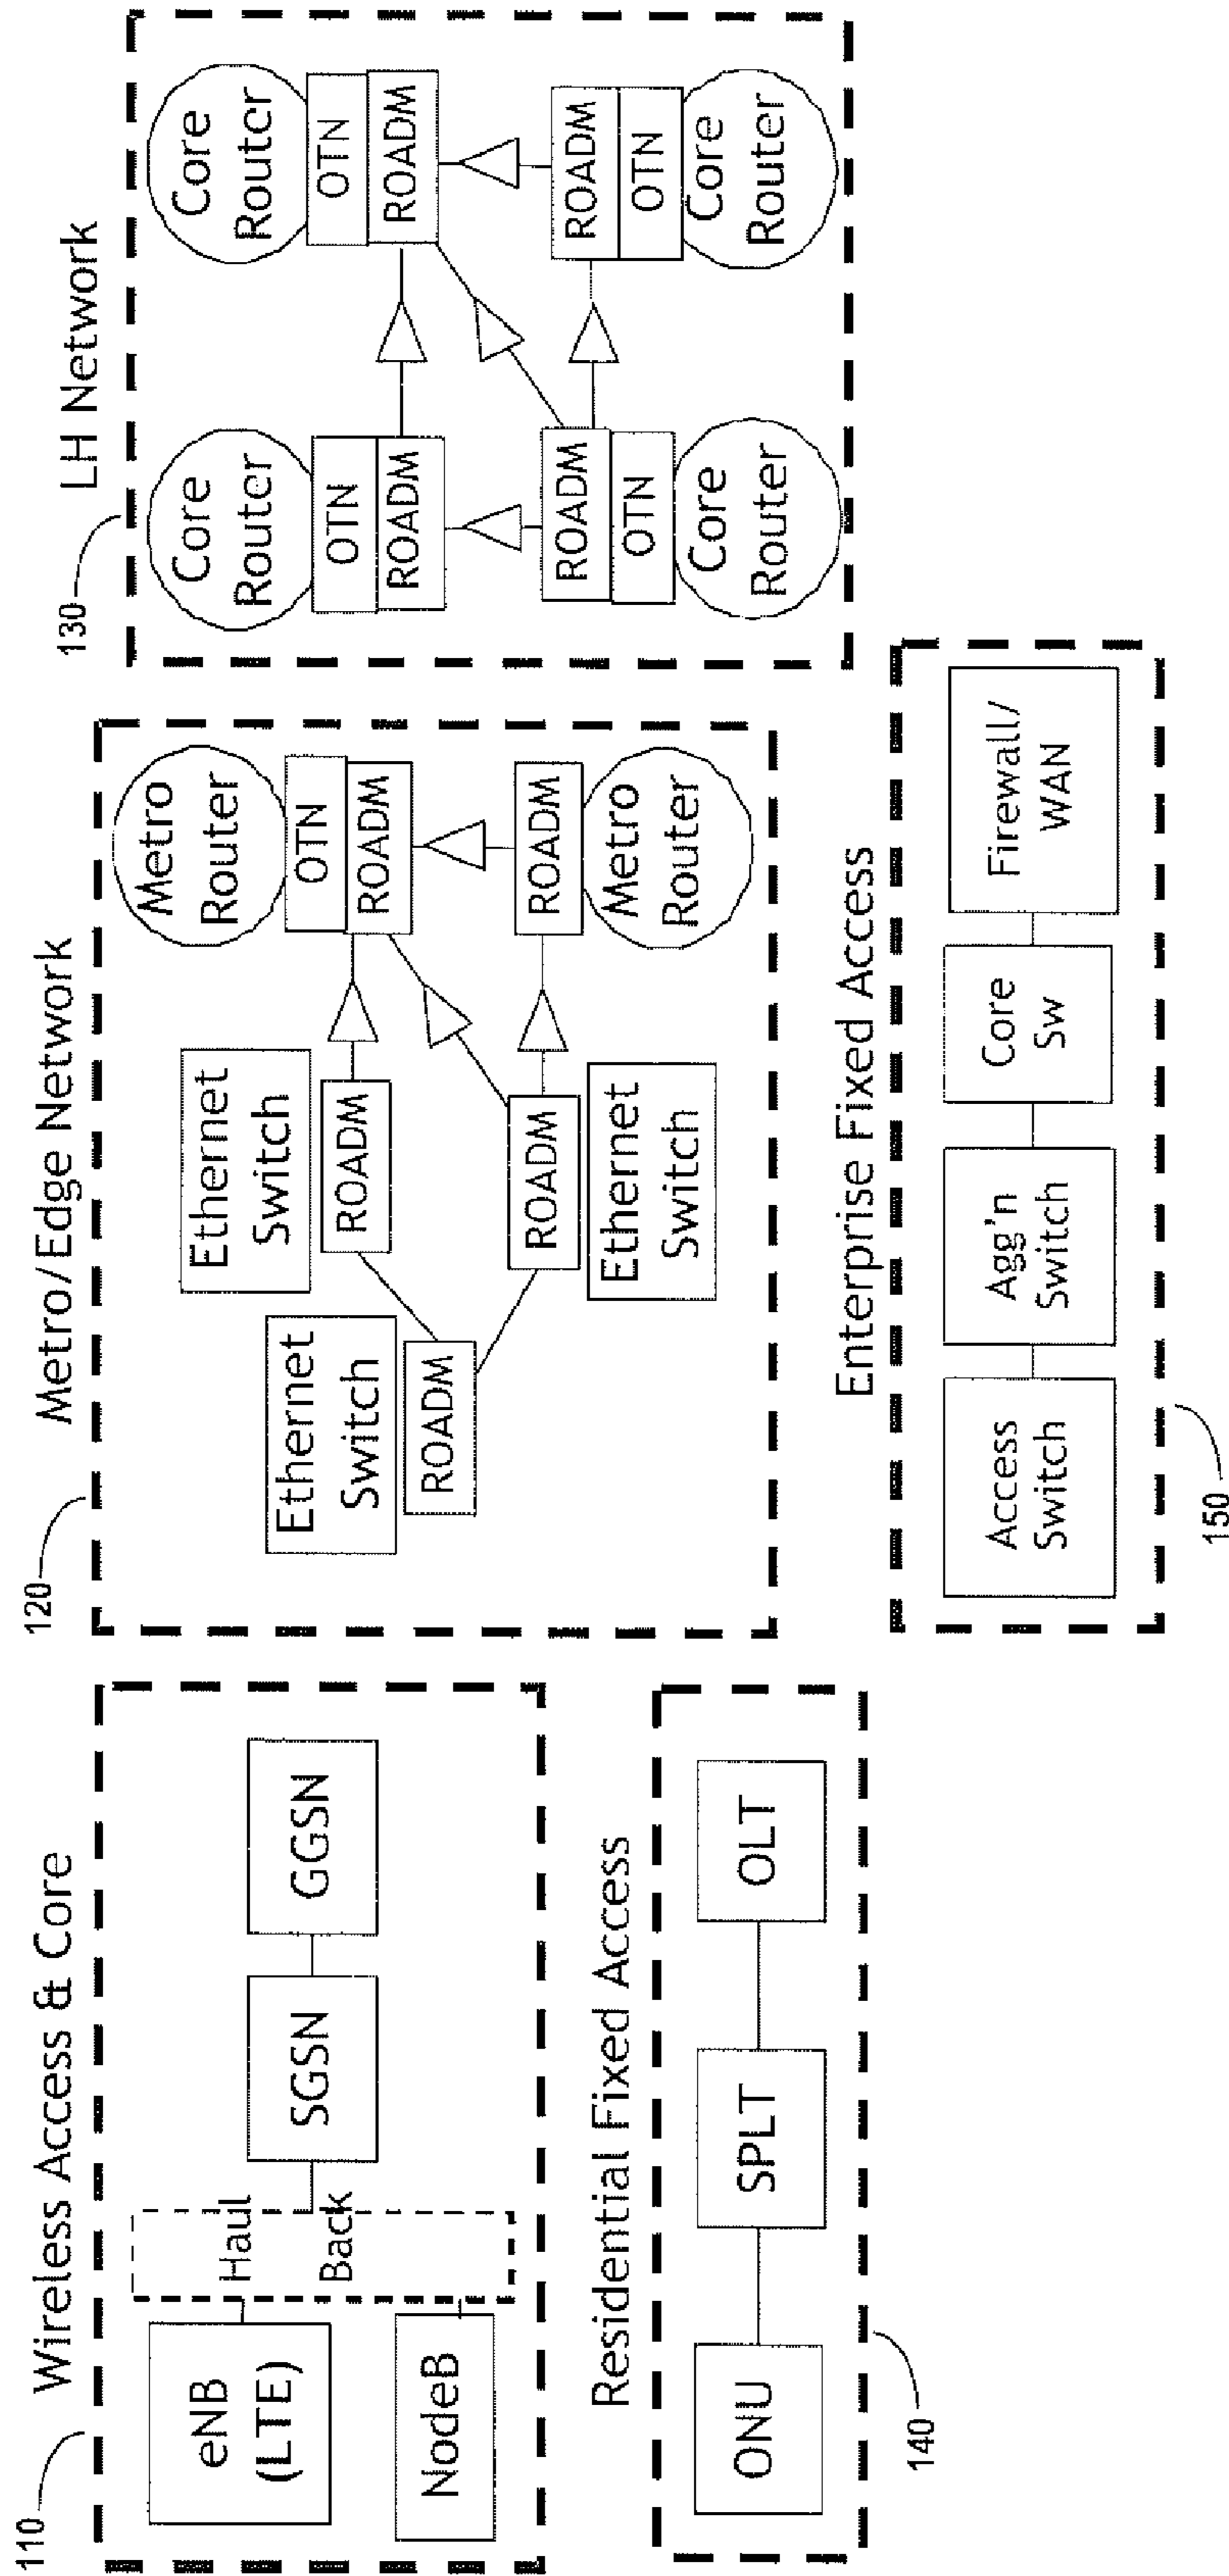 110
Wireless Access & Core
eNB
(LTE)
NodeB
Haul
Back
SGSN
GGSN
120
Metro/Edge Network
Ethernet
Switch
ROADM
Ethernet
Switch
ROADM
ROADM
Ethernet
Switch
Metro
Router
OTN
ROADM
ROADM
Metro
Router
130
LH Network
Core
Router
OTN
ROADM
ROADM
OTN
Core
Router
Core
Router
OTN
ROADM
ROADM
OTN
Core
Router
Residential Fixed Access
ONU
SPLT
OLT
140
Enterprise Fixed Access
Access
Switch
Agg'n
Switch
Core
Sw
Firewall/
WAN
150